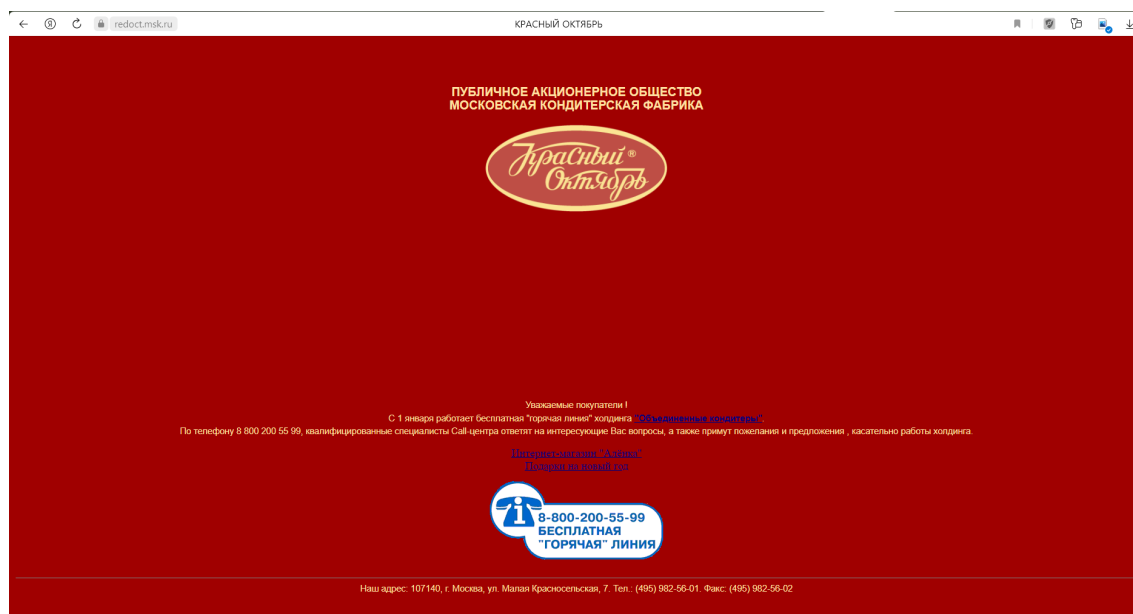 redoct.msk.ru
КРАСНЫЙ ОКТЯБРЬ
ПУБЛИЧНОЕ АКЦИОНЕРНОЕ ОБЩЕСТВО
МОСКОВСКАЯ КОНДИТЕРСКАЯ ФАБРИКА
Красный ®
Октябрь
Уважаемые покупатели !
С 1 января работает бесплатная "горячая линия" холдинга "Объединенные кондитеры".
По телефону 8 800 200 55 99, квалифицированные специалисты Call-центра ответят на интересующие Вас вопросы, а также примут пожелания и предложения , касательно работы холдинга.
Интернет-магазин "Алёнка"
Подарки на новый год
8-800-200-55-99
БЕСПЛАТНАЯ
"ГОРЯЧАЯ" ЛИНИЯ
Наш адрес: 107140, г. Москва, ул. Малая Красносельская, 7. Тел.: (495) 982-56-01. Факс: (495) 982-56-02